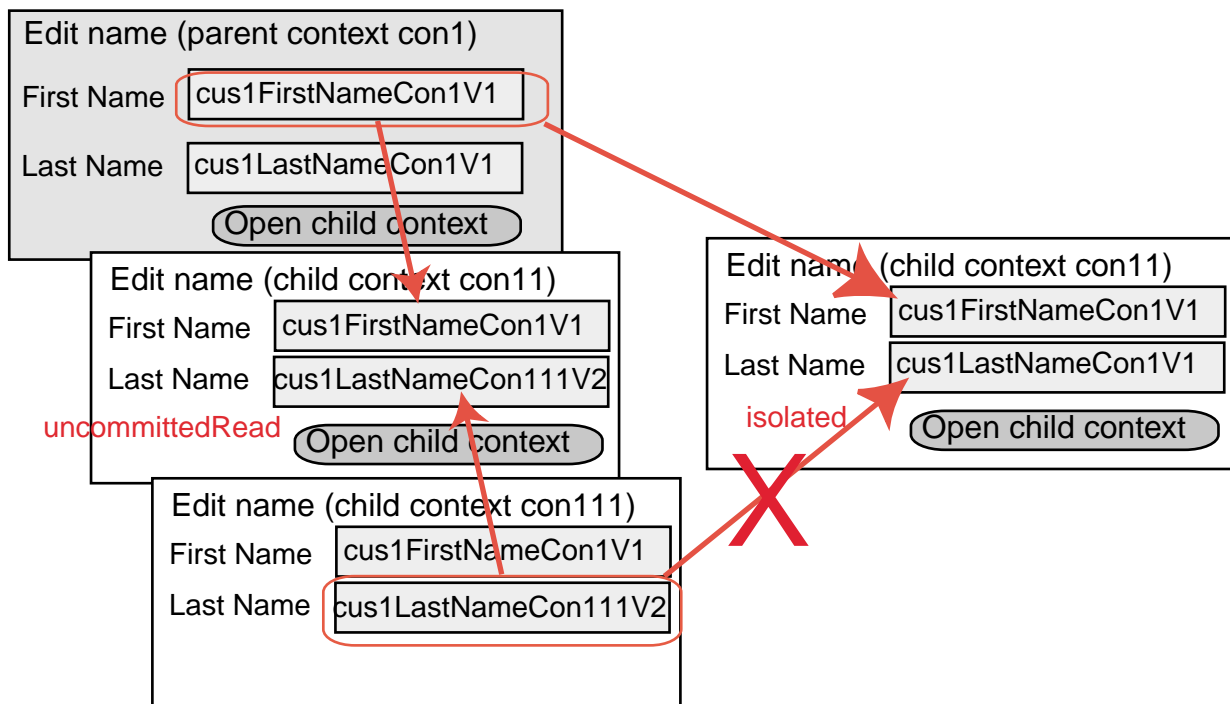 Edit name (parent context con1)
First Name cus1FirstNameCon1V1
Last Name cus1LastNameCon1V1
Open child context
Edit name (child context con11)
First Name cus1FirstNameCon1V1
Last Name cus1LastNameCon111V2
uncommittedRead
Open child context
Edit name (child context con111)
First Name cus1FirstNameCon1V1
Last Name cus1LastNameCon111V2
Edit name (child context con11)
First Name cus1FirstNameCon1V1
Last Name cus1LastNameCon1V1
isolated
Open child context
X